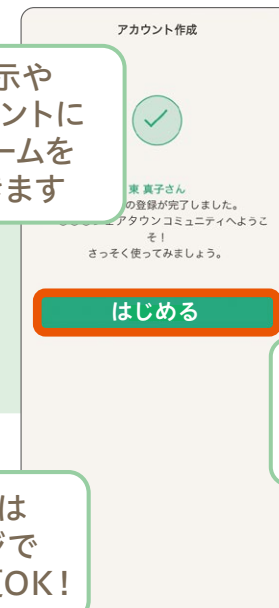 アカウント作成
示や
ントに
ームを
ます
東 真子さん
の登録が完了しました。
ェアタウンコミュニティへようこ
そ！
さっそく使ってみましょう。
はじめる
は
ジで
OK！